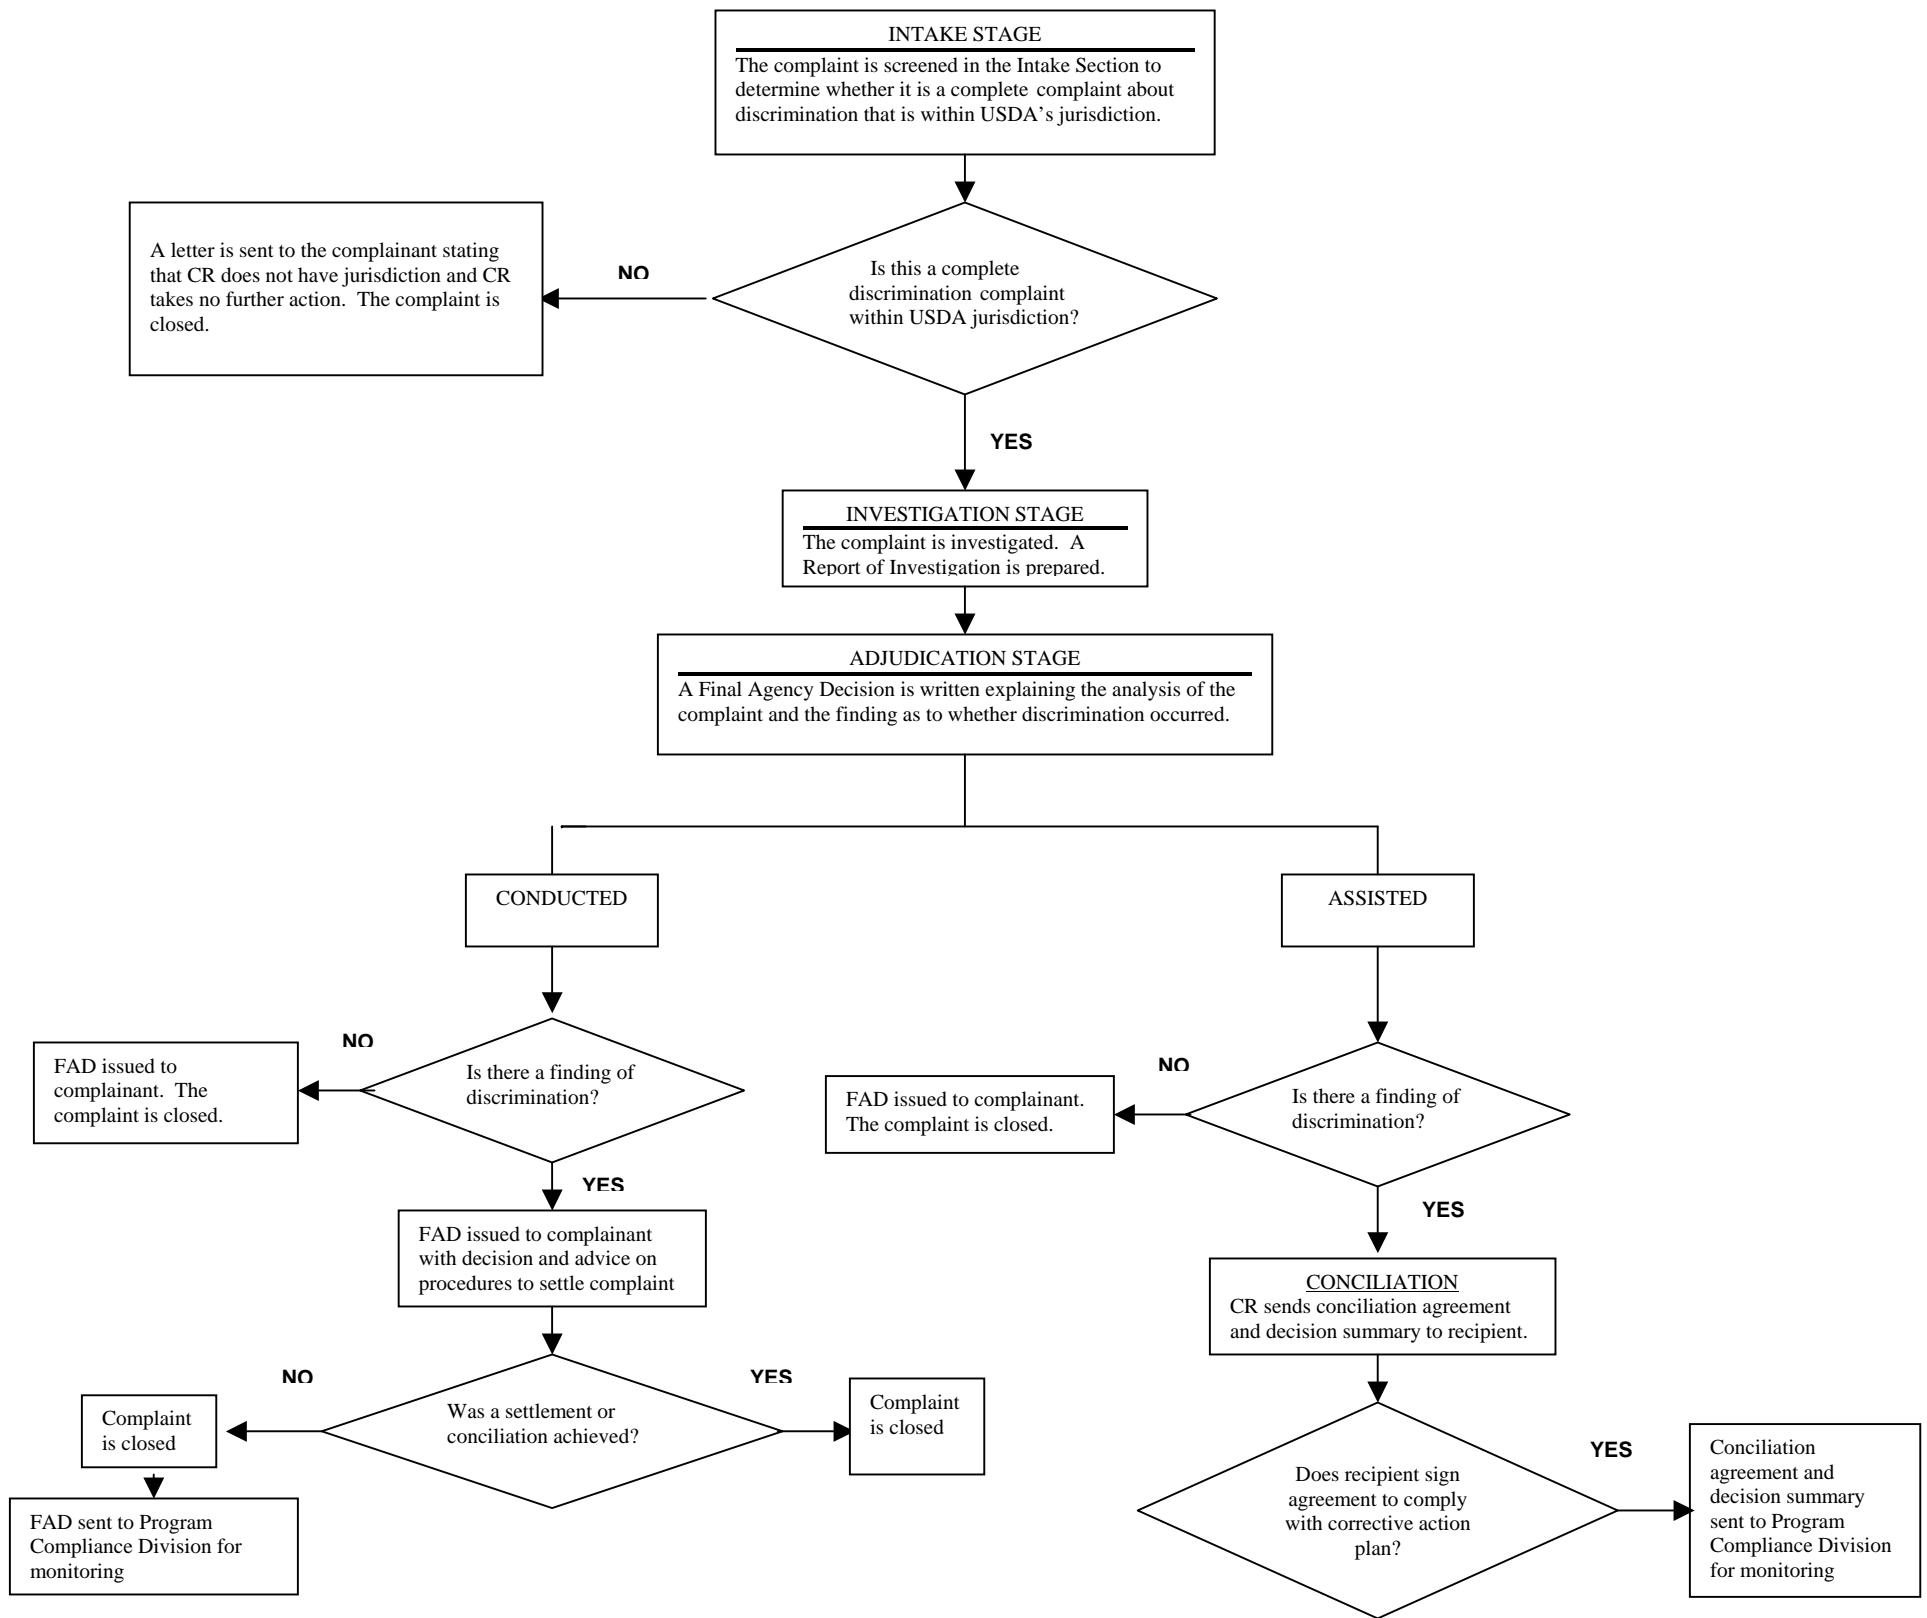 INTAKE STAGE
The complaint is screened in the Intake Section to
determine whether it is a complete complaint about
discrimination that is within USDA's jurisdiction.
A letter is sent to the complainant stating
that CR does not have jurisdiction and CR
takes no further action. The complaint is
closed.
NO
Is this a complete
discrimination complaint
within USDA jurisdiction?
YES
INVESTIGATION STAGE
The complaint is investigated. A
Report of Investigation is prepared.
ADJUDICATION STAGE
A Final Agency Decision is written explaining the analysis of the
complaint and the finding as to whether discrimination occurred.
CONDUCTED
ASSISTED
NO
FAD issued to
complainant. The
complaint is closed.
Is there a finding of
discrimination?
NO
FAD issued to complainant.
The complaint is closed.
Is there a finding of
discrimination?
YES
FAD issued to complainant
with decision and advice on
procedures to settle complaint
YES
CONCILIATION
CR sends conciliation agreement
and decision summary to recipient.
NO
YES
Complaint
is closed
Was a settlement or
conciliation achieved?
Complaint
is closed
FAD sent to Program
Compliance Division for
monitoring
Does recipient sign
agreement to comply
with corrective action
plan?
YES
Conciliation
agreement and
decision summary
sent to Program
Compliance Division
for monitoring